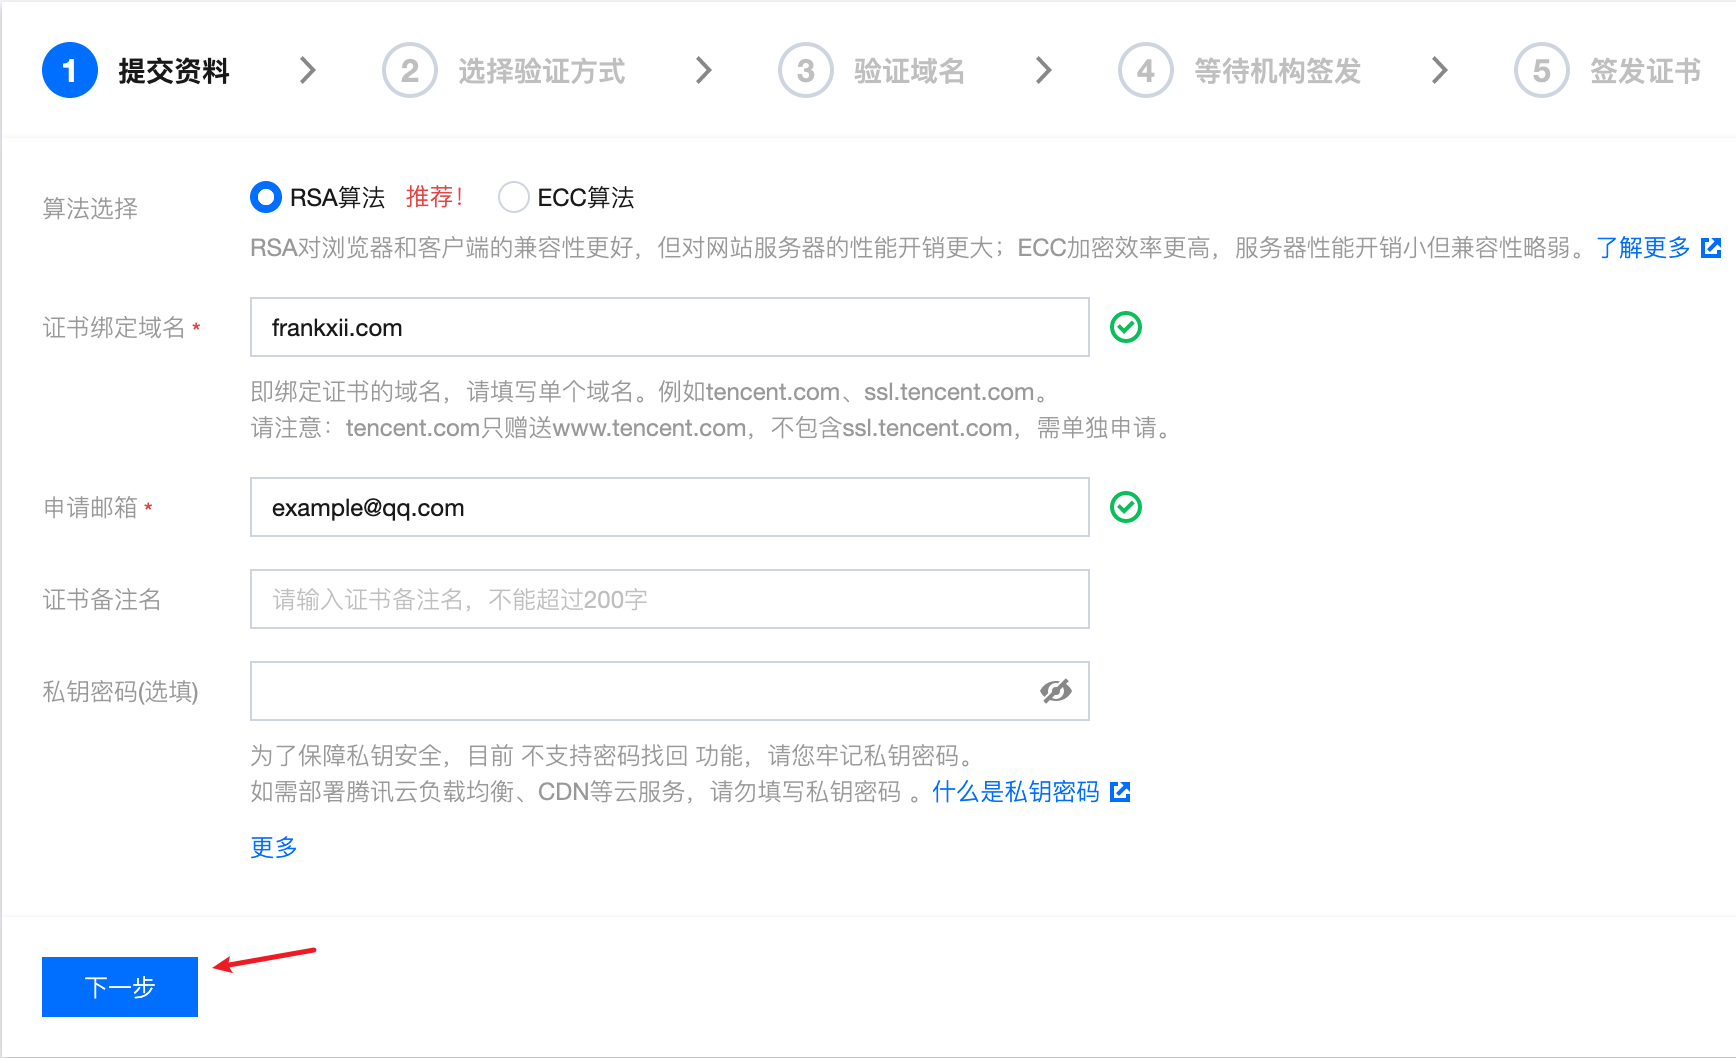 1 提交资料 2 选择验证方式 3 验证域名 4 等待机构签发 5 签发证书
算法选择 RSA算法 推荐！ ECC算法
RSA对浏览器和客户端的兼容性更好，但对网站服务器的性能开销更大；ECC加密效率更高，服务器性能开销小但兼容性略弱。了解更多
证书绑定域名* frankxii.com
即绑定证书的域名，请填写单个域名。例如tencent.com、ssl.tencent.com。
请注意：tencent.com只赠送www.tencent.com，不包含ssl.tencent.com，需单独申请。
申请邮箱* example@qq.com
证书备注名 请输入证书备注名，不能超过200字
私钥密码(选填)
为了保障私钥安全，目前 不支持密码找回 功能，请您牢记私钥密码。
如需部署腾讯云负载均衡、CDN等云服务，请勿填写私钥密码 。什么是私钥密码
更多
下一步